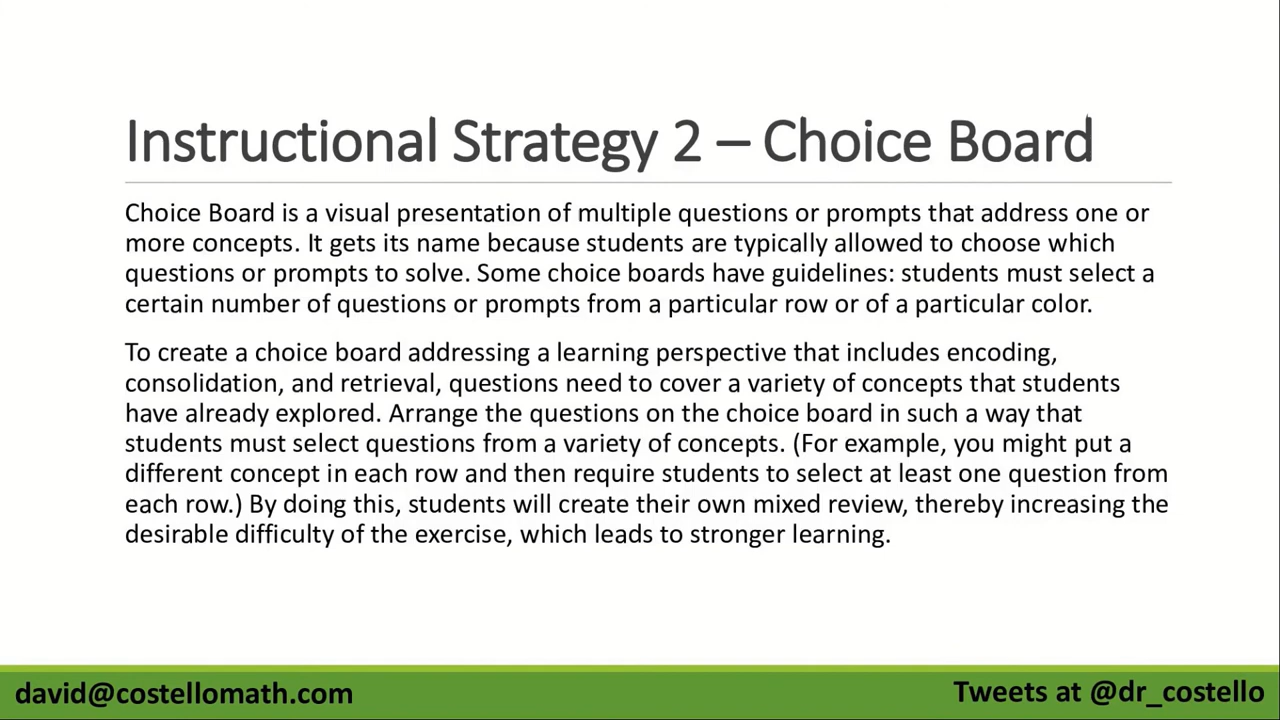 Instructional Strategy 2 – Choice Board
Choice Board is a visual presentation of multiple questions or prompts that address one or
more concepts. It gets its name because students are typically allowed to choose which
questions or prompts to solve. Some choice boards have guidelines: students must select a
certain number of questions or prompts from a particular row or of a particular color.
To create a choice board addressing a learning perspective that includes encoding,
consolidation, and retrieval, questions need to cover a variety of concepts that students
have already explored. Arrange the questions on the choice board in such a way that
students must select questions from a variety of concepts. (For example, you might put a
different concept in each row and then require students to select at least one question from
each row.) By doing this, students will create their own mixed review, thereby increasing the
desirable difficulty of the exercise, which leads to stronger learning.
david@costellomath.com
Tweets at @dr_costello